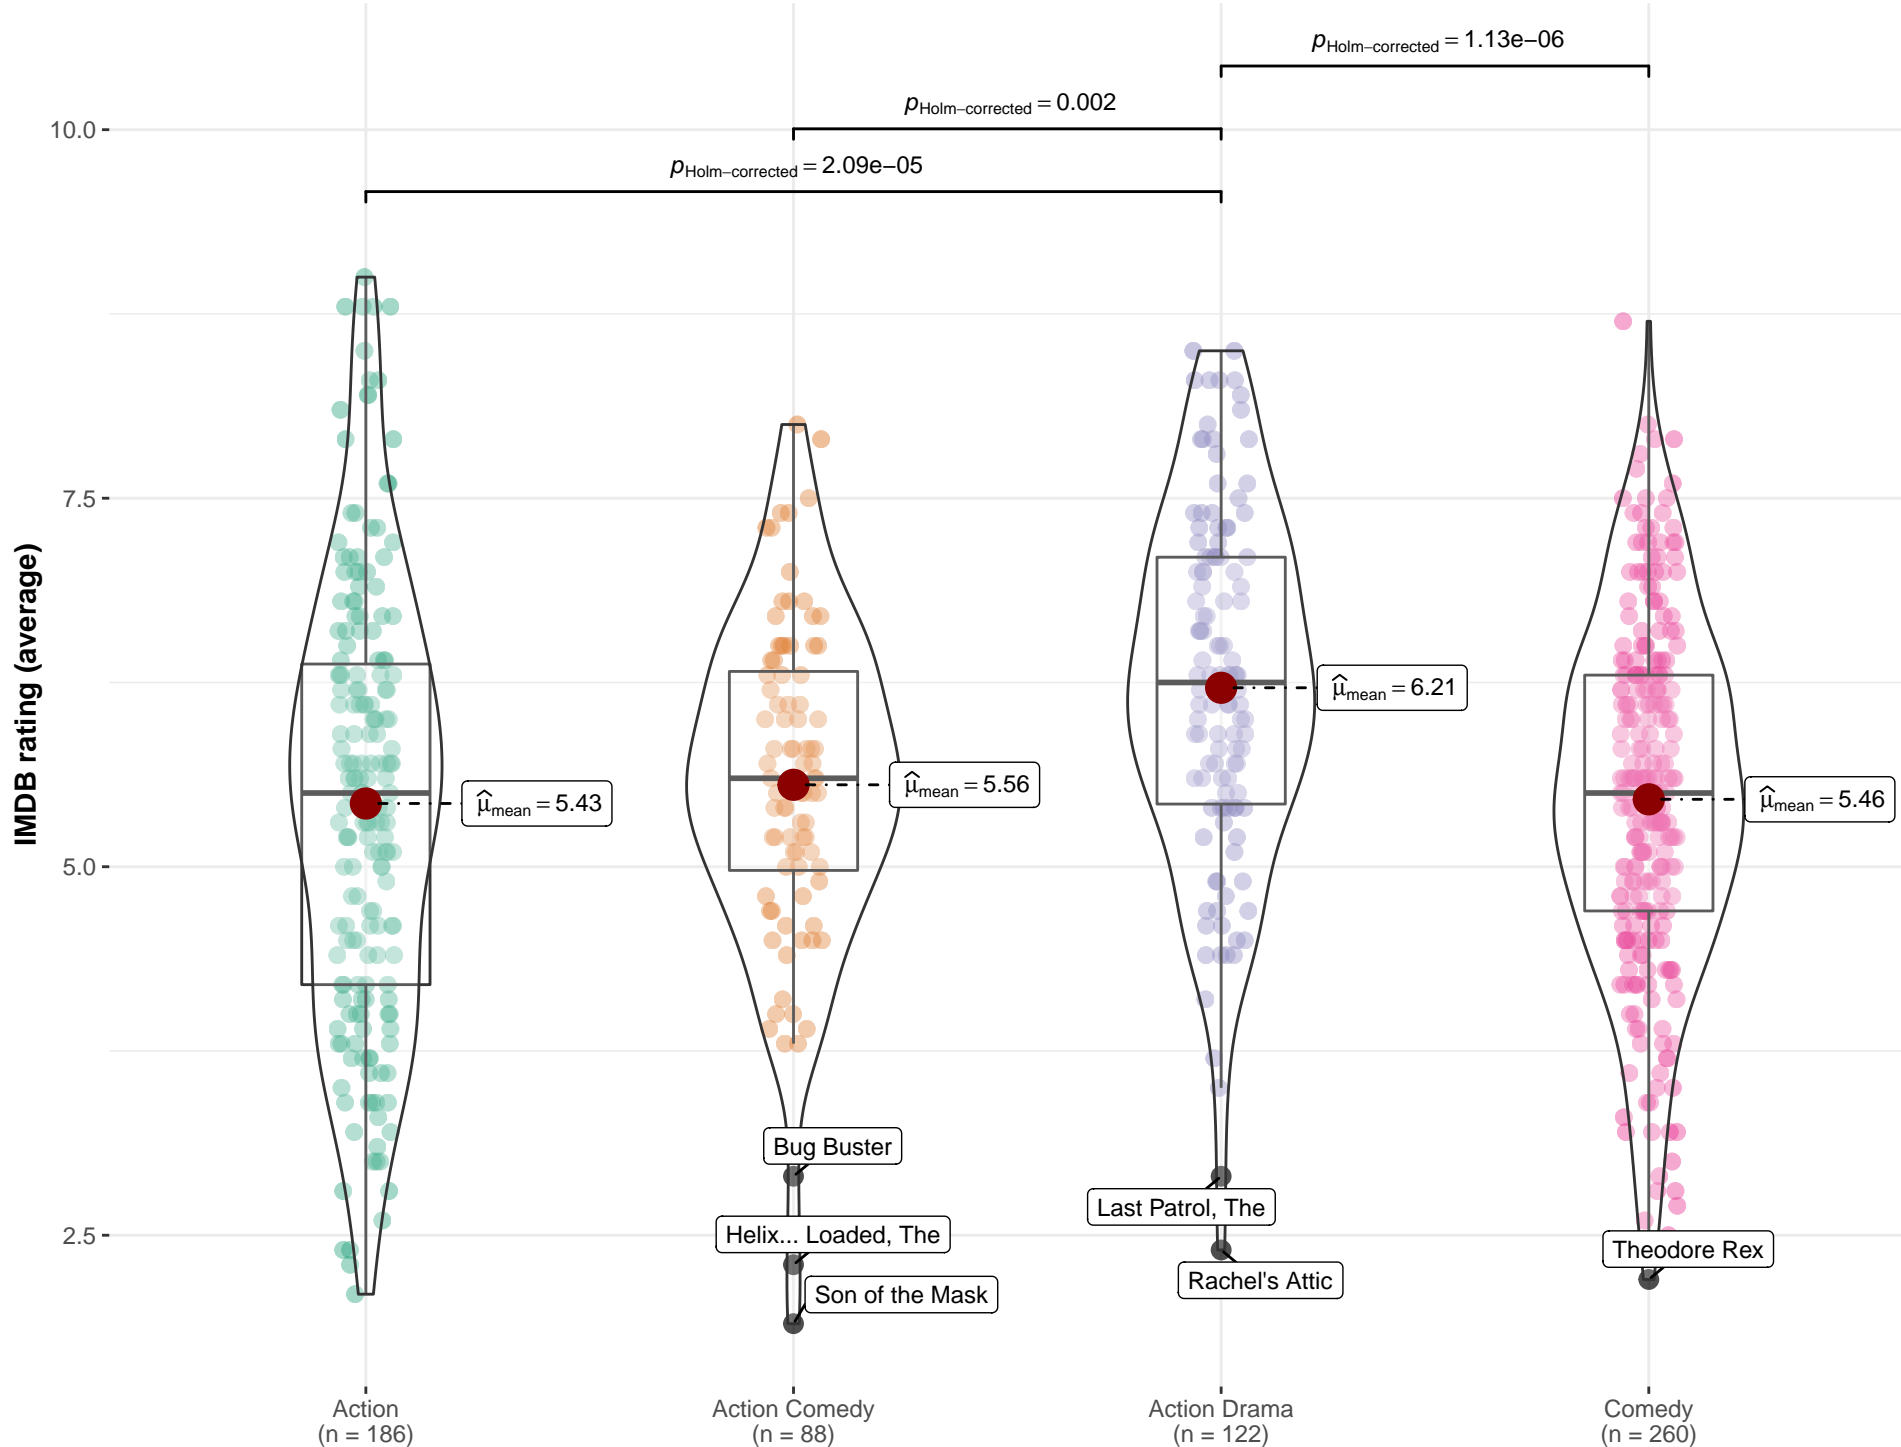 pHolm−corrected = 1.13e−06
pHolm−corrected = 0.002
pHolm−corrected = 2.09e−05
10.0
7.5
5.0
2.5
IMDB rating (average)
μ̂mean = 6.21
μ̂mean = 5.43
μ̂mean = 5.56
μ̂mean = 5.46
Bug Buster
Last Patrol, The
Helix... Loaded, The
Theodore Rex
Rachel's Attic
Son of the Mask
Action
(n = 186)
Action Comedy
(n = 88)
Action Drama
(n = 122)
Comedy
(n = 260)